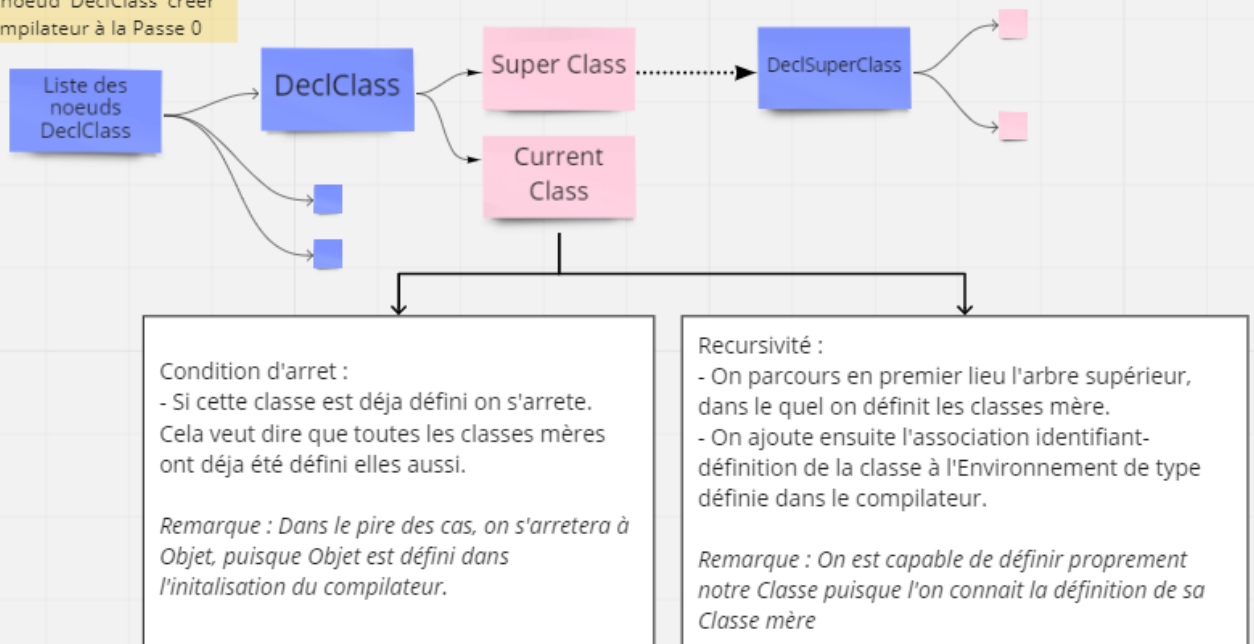 noeud DeclClass créer
mpilateur à la Passe 0
Liste des
noeuds
DeclClass
DeclClass
Super Class
DeclSuperClass
Current
Class
Condition d'arret :
- Si cette classe est déja défini on s'arrete.
Cela veut dire que toutes les classes mères
ont déja été défini elles aussi.
Remarque : Dans le pire des cas, on s'arretera à
Objet, puisque Objet est défini dans
l'initalisation du compilateur.
Recursivité :
- On parcours en premier lieu l'arbre supérieur,
dans le quel on définit les classes mère.
- On ajoute ensuite l'association identifiant-
définition de la classe à l'Environnement de type
définie dans le compilateur.
Remarque : On est capable de définir proprement
notre Classe puisque l'on connait la définition de sa
Classe mère